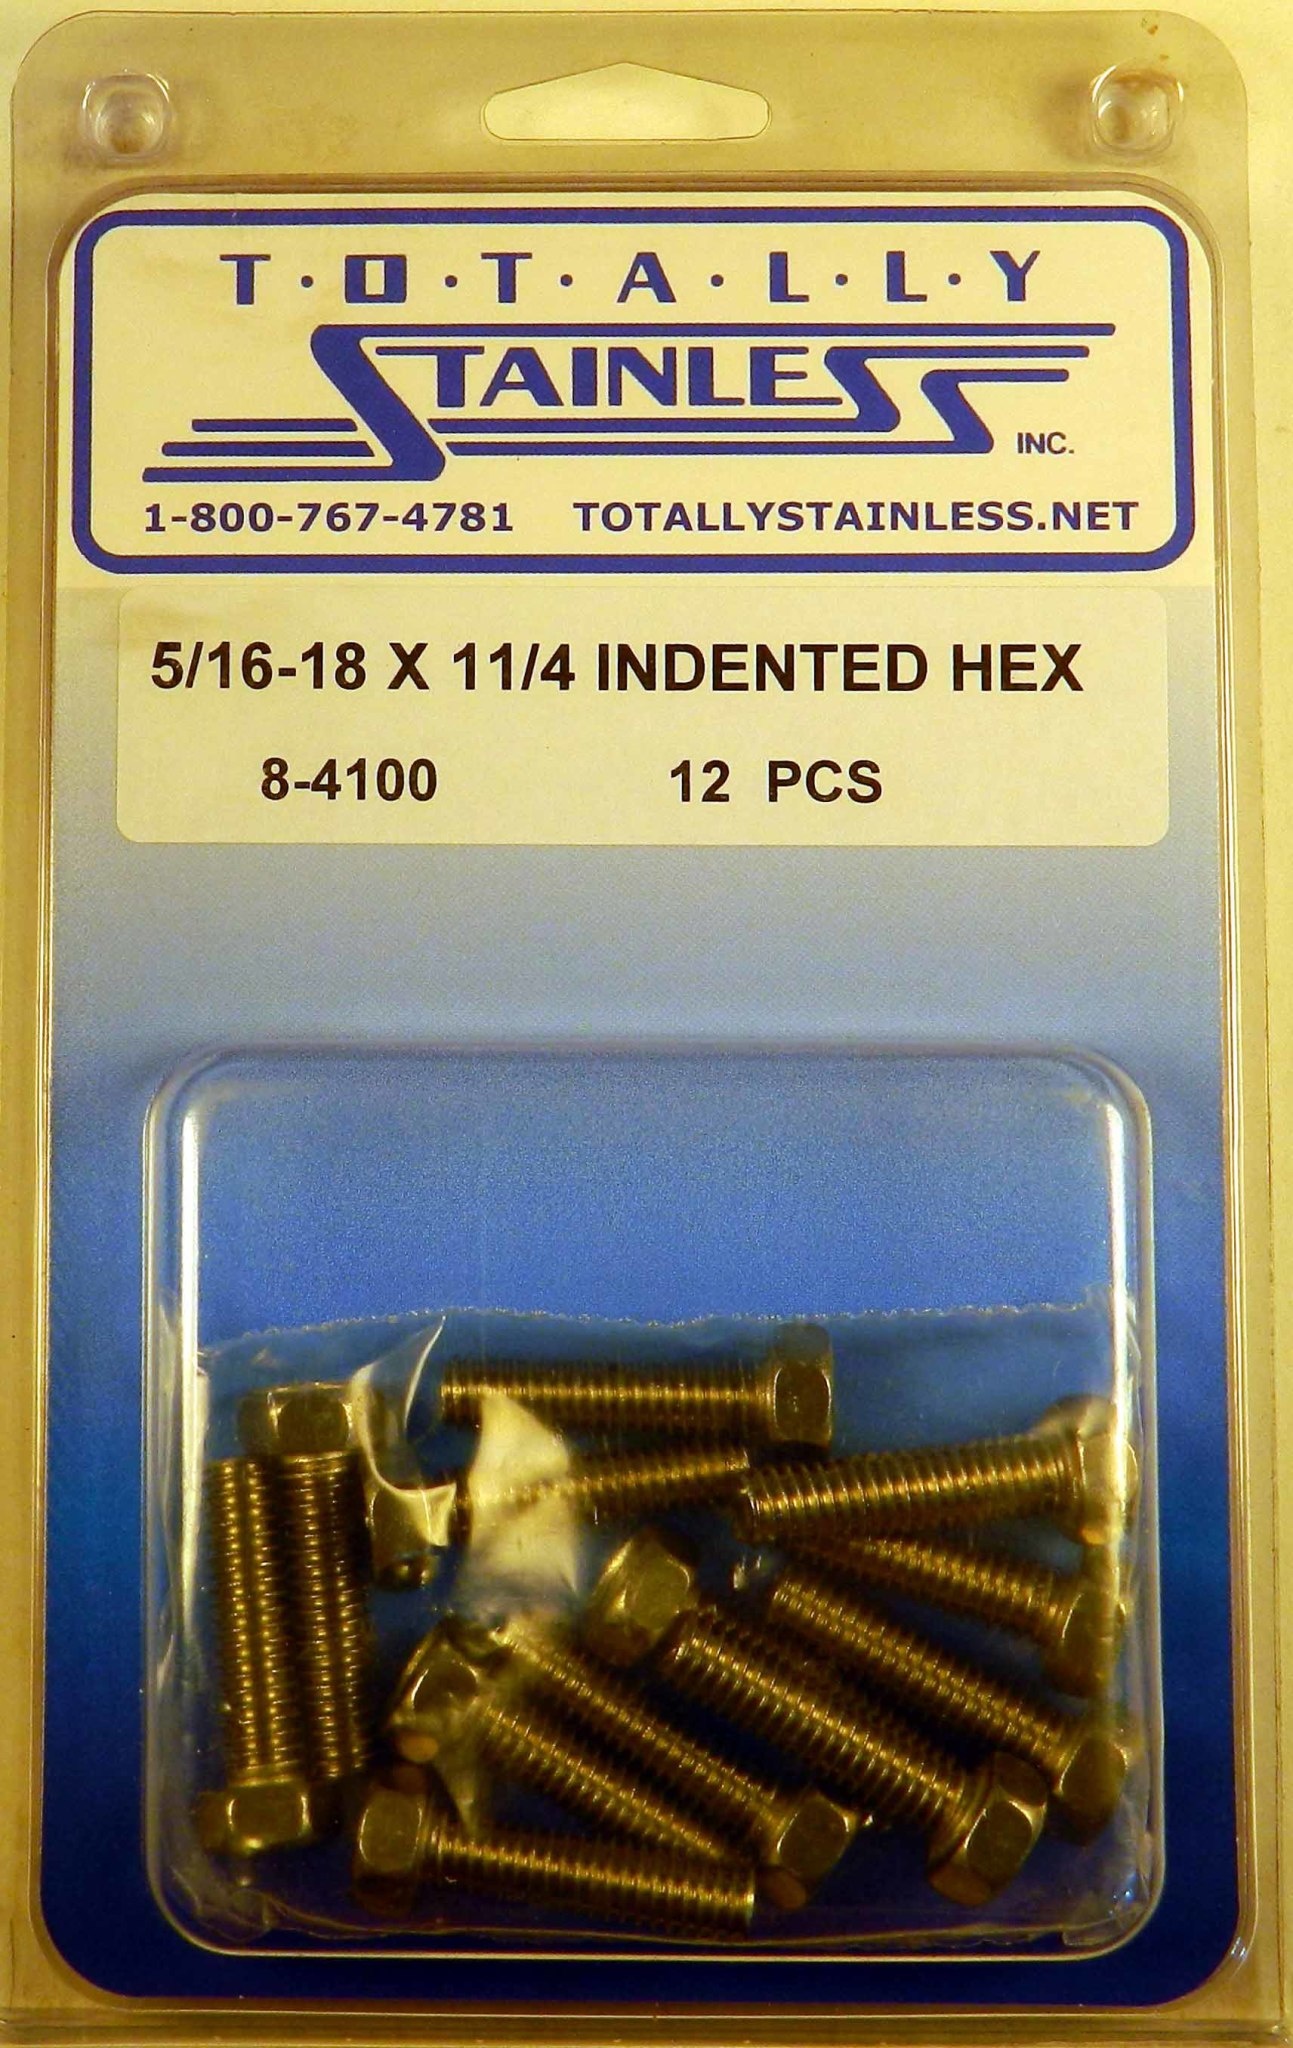 T·O·T·A·L·L·Y
STAINLESS INC.
1-800-767-4781 TOTALLYSTAINLESS.NET
5/16-18 X 11/4 INDENTED HEX
8-4100 12 PCS